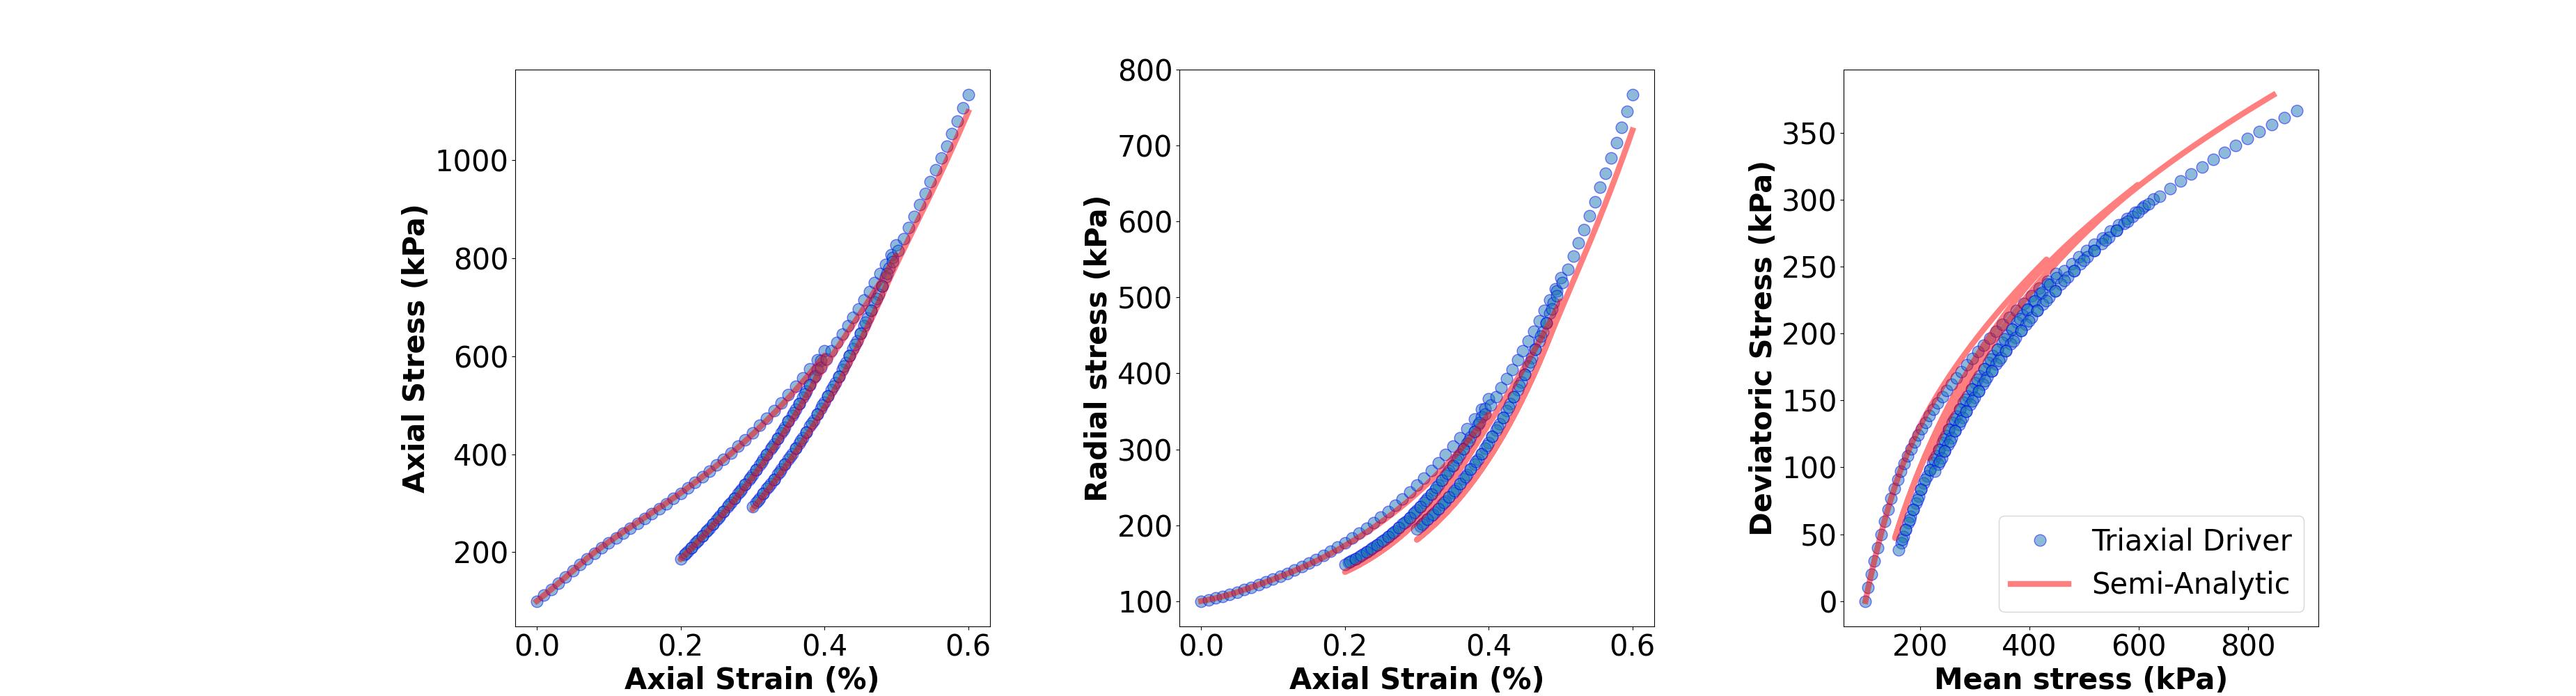 Axial Stress (kPa)
1000
800
600
400
200
0.0 0.2 0.4 0.6
Axial Strain (%)
Radial stress (kPa)
800
700
600
500
400
300
200
100
0.0 0.2 0.4 0.6
Axial Strain (%)
Deviatoric Stress (kPa)
350
300
250
200
150
100
50
0
200 400 600 800
Mean stress (kPa)
Triaxial Driver
Semi-Analytic